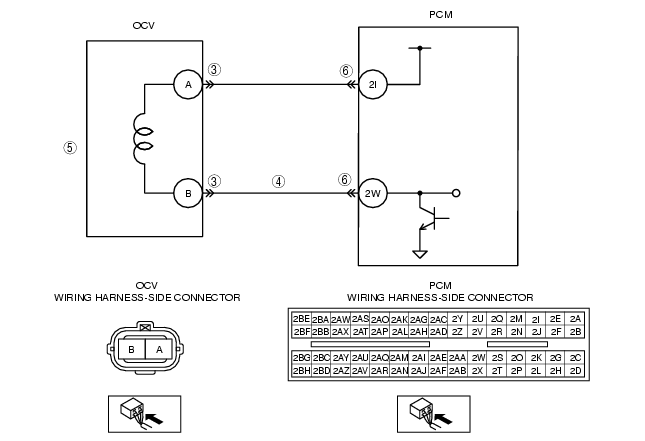 OCV
PCM
③ ⑥
A 2I
⑤
③ ④ ⑥
B 2W
OCV
WIRING HARNESS-SIDE CONNECTOR
PCM
WIRING HARNESS-SIDE CONNECTOR
B A
2BE 2BA 2AW 2AS 2AO 2AK 2AG 2AC 2Y 2U 2Q 2M 2I 2E 2A
2BF 2BB 2AX 2AT 2AP 2AL 2AH 2AD 2Z 2V 2R 2N 2J 2F 2B
2BG 2BC 2AY 2AU 2AQ 2AM 2AI 2AE 2AA 2W 2S 2O 2K 2G 2C
2BH 2BD 2AZ 2AV 2AR 2AN 2AJ 2AF 2AB 2X 2T 2P 2L 2H 2D